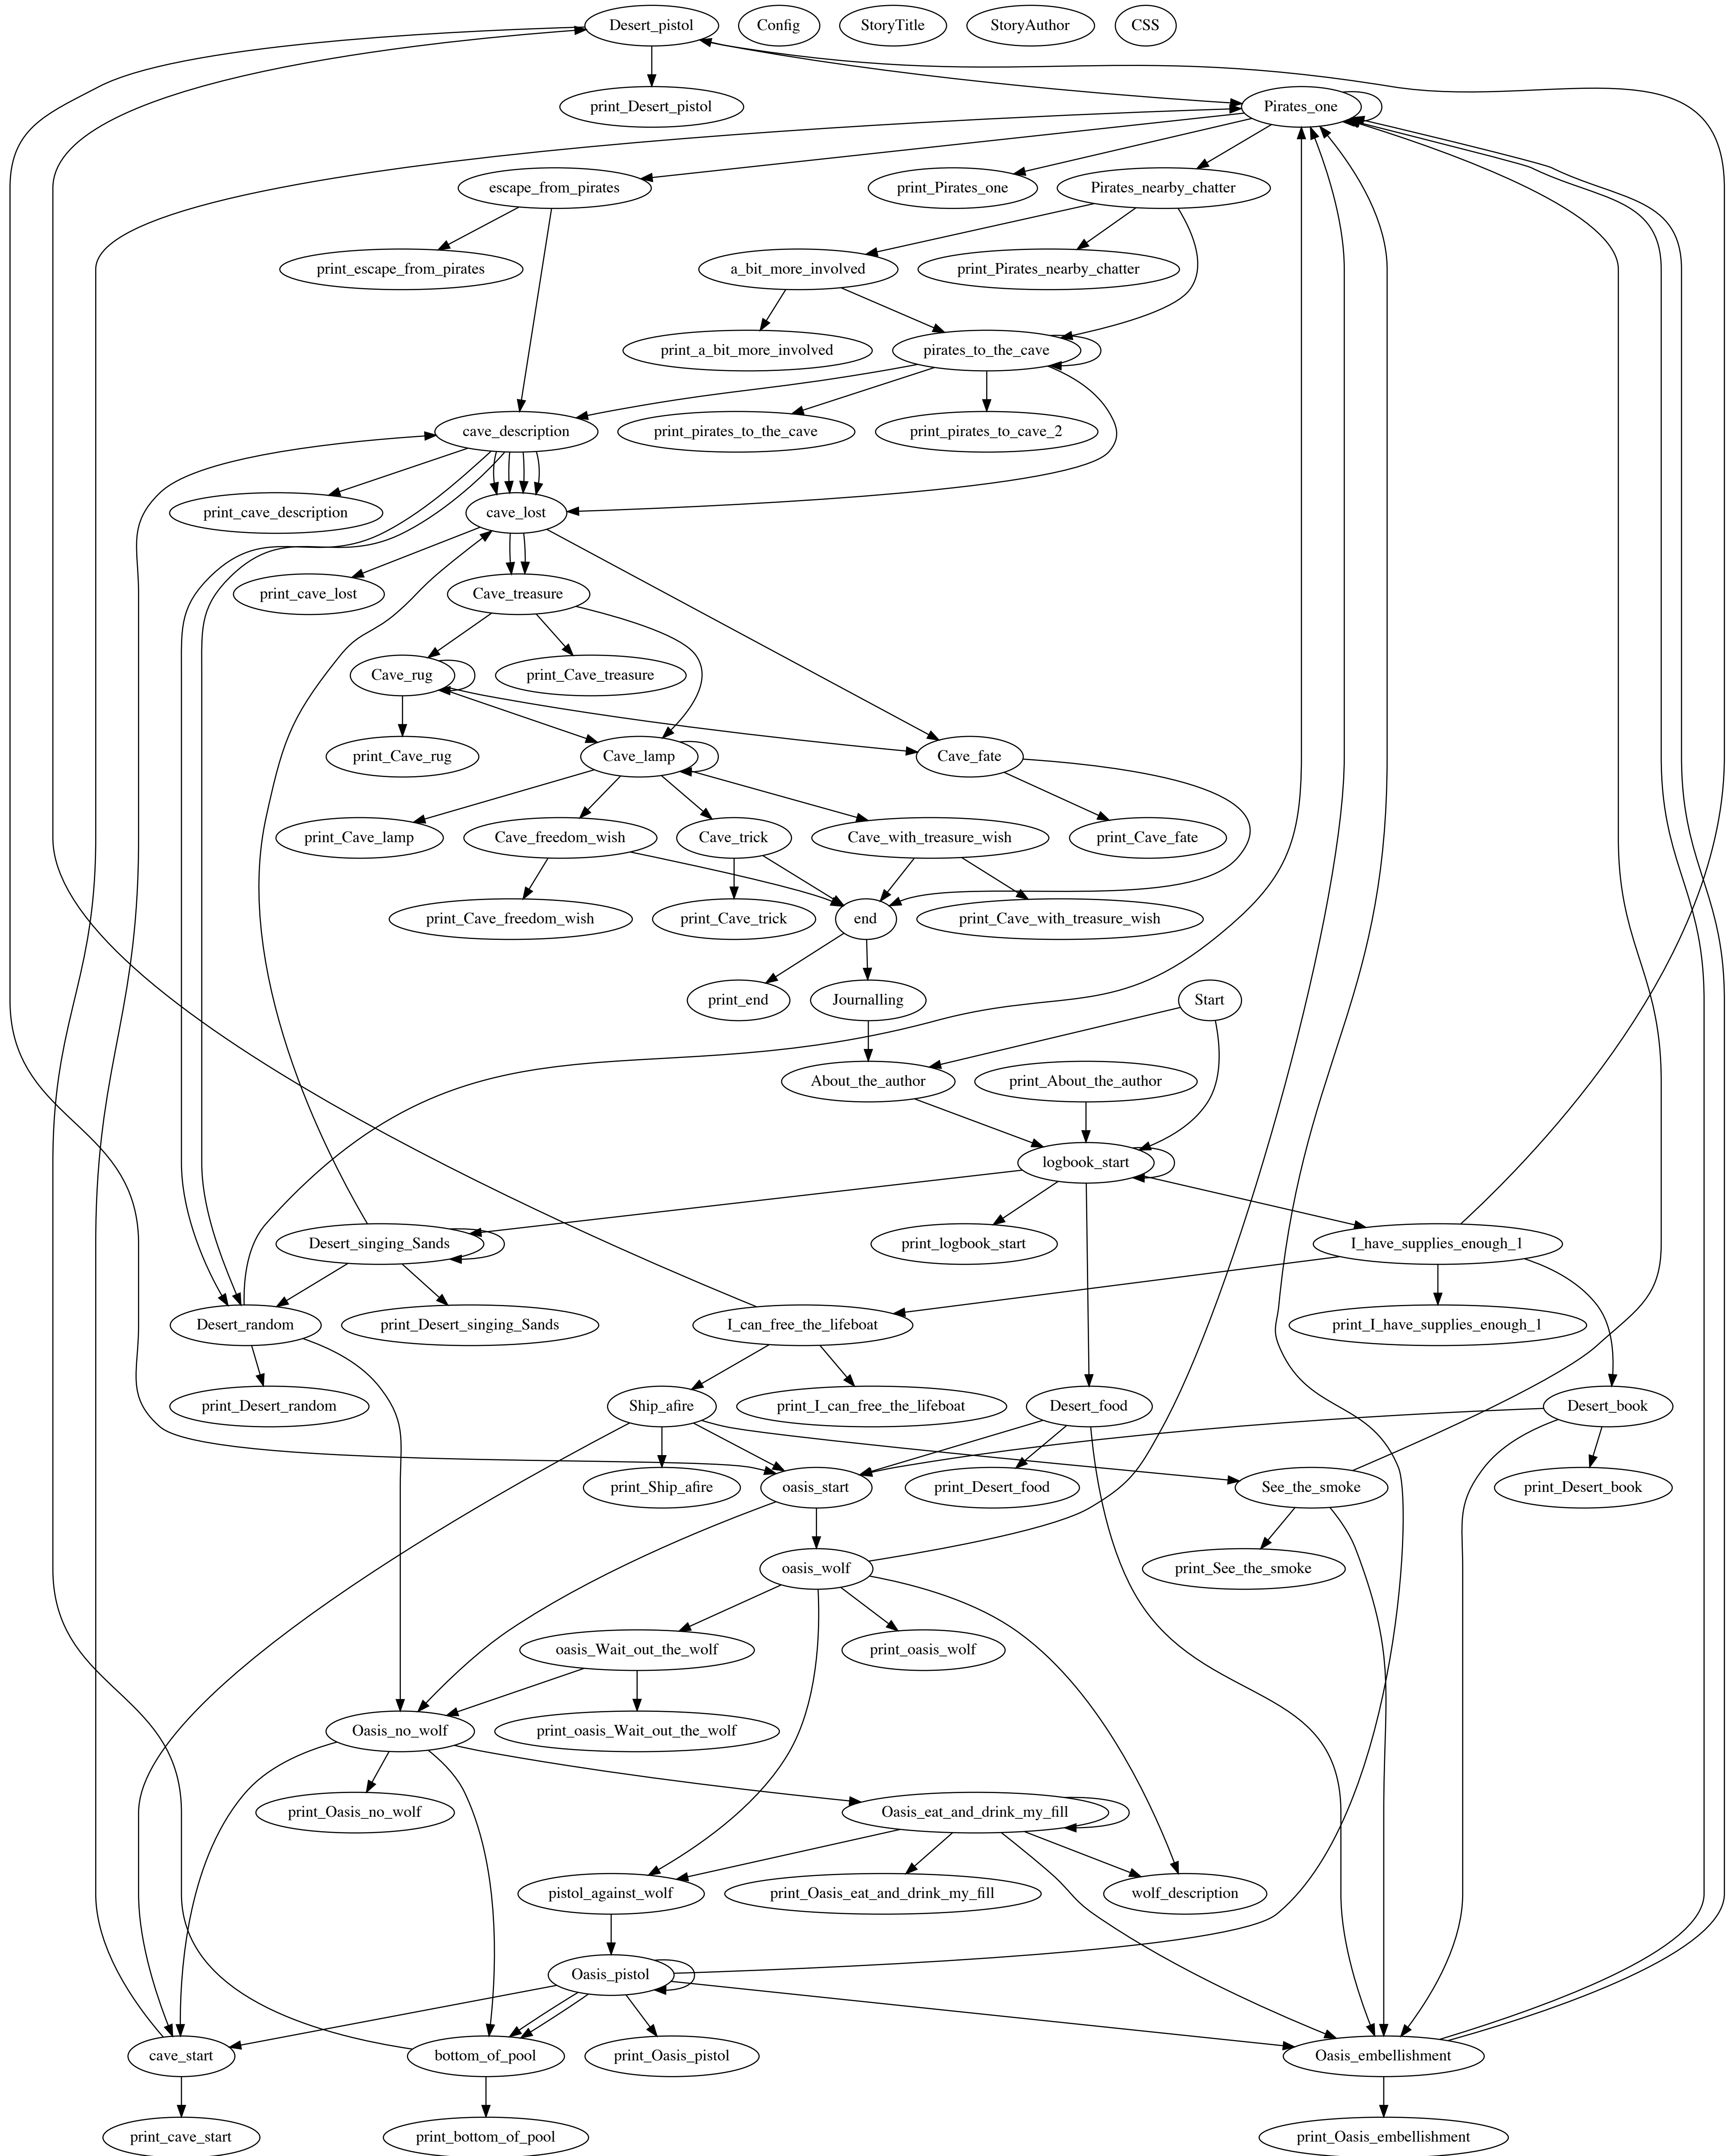 Desert_pistol
Config
StoryTitle
StoryAuthor
CSS
print_Desert_pistol
Pirates_one
escape_from_pirates
print_Pirates_one
Pirates_nearby_chatter
print_escape_from_pirates
a_bit_more_involved
print_Pirates_nearby_chatter
print_a_bit_more_involved
pirates_to_the_cave
cave_description
print_pirates_to_the_cave
print_pirates_to_cave_2
print_cave_description
cave_lost
print_cave_lost
Cave_treasure
Cave_rug
print_Cave_treasure
print_Cave_rug
Cave_lamp
Cave_fate
print_Cave_lamp
Cave_freedom_wish
Cave_trick
Cave_with_treasure_wish
print_Cave_fate
print_Cave_freedom_wish
print_Cave_trick
end
print_Cave_with_treasure_wish
print_end
Journalling
Start
About_the_author
print_About_the_author
logbook_start
Desert_singing_Sands
print_logbook_start
I_have_supplies_enough_1
Desert_random
print_Desert_singing_Sands
I_can_free_the_lifeboat
print_I_have_supplies_enough_1
print_Desert_random
Ship_afire
print_I_can_free_the_lifeboat
Desert_food
Desert_book
print_Ship_afire
oasis_start
print_Desert_food
See_the_smoke
print_Desert_book
oasis_wolf
print_See_the_smoke
oasis_Wait_out_the_wolf
print_oasis_wolf
Oasis_no_wolf
print_oasis_Wait_out_the_wolf
print_Oasis_no_wolf
Oasis_eat_and_drink_my_fill
pistol_against_wolf
print_Oasis_eat_and_drink_my_fill
wolf_description
Oasis_pistol
cave_start
bottom_of_pool
print_Oasis_pistol
Oasis_embellishment
print_cave_start
print_bottom_of_pool
print_Oasis_embellishment